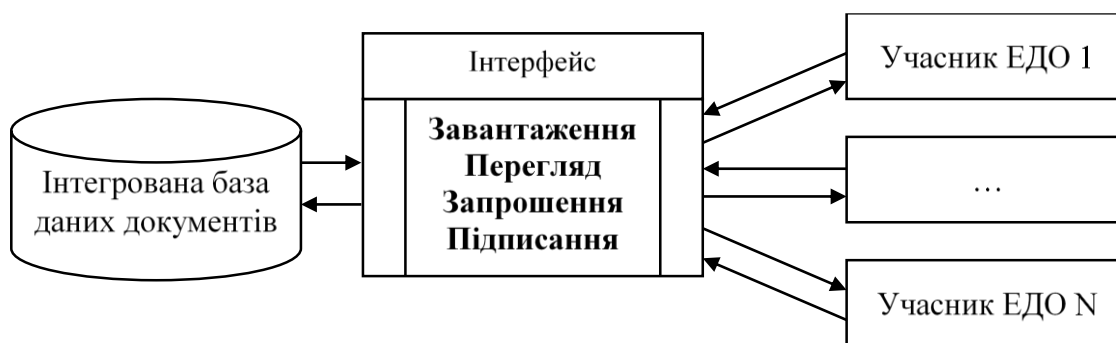 Інтегрована база
даних документів
Інтерфейс
Завантаження
Перегляд
Запрошення
Підписання
Учасник ЕДО 1
…
Учасник ЕДО N